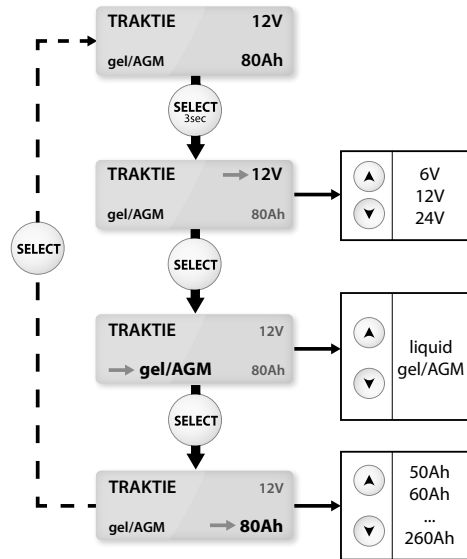 TRAKTIE 12V
gel/AGM 80Ah
SELECT
3sec
TRAKTIE 12V
gel/AGM 80Ah
6V
12V
24V
SELECT
SELECT
TRAKTIE 12V
gel/AGM 80Ah
liquid
gel/AGM
SELECT
TRAKTIE 12V
gel/AGM 80Ah
50Ah
60Ah
...
260Ah